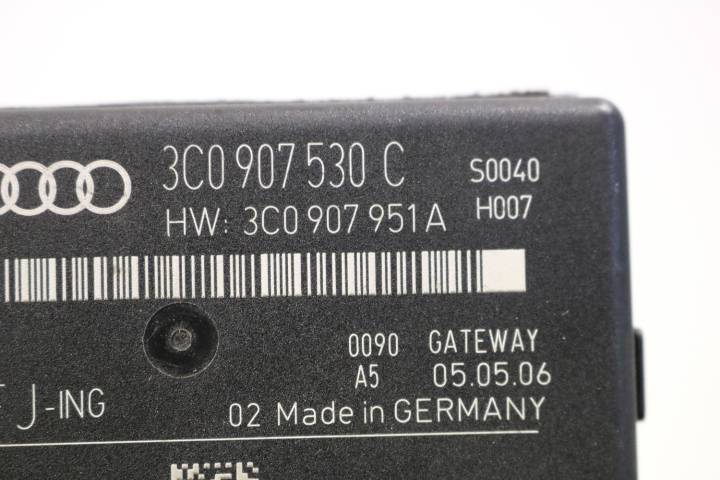 3C0 907 530 C S0040
HW: 3C0 907 951 A H007
0090 GATEWAY
A5 05.05.06
J-ING
02 Made in GERMANY